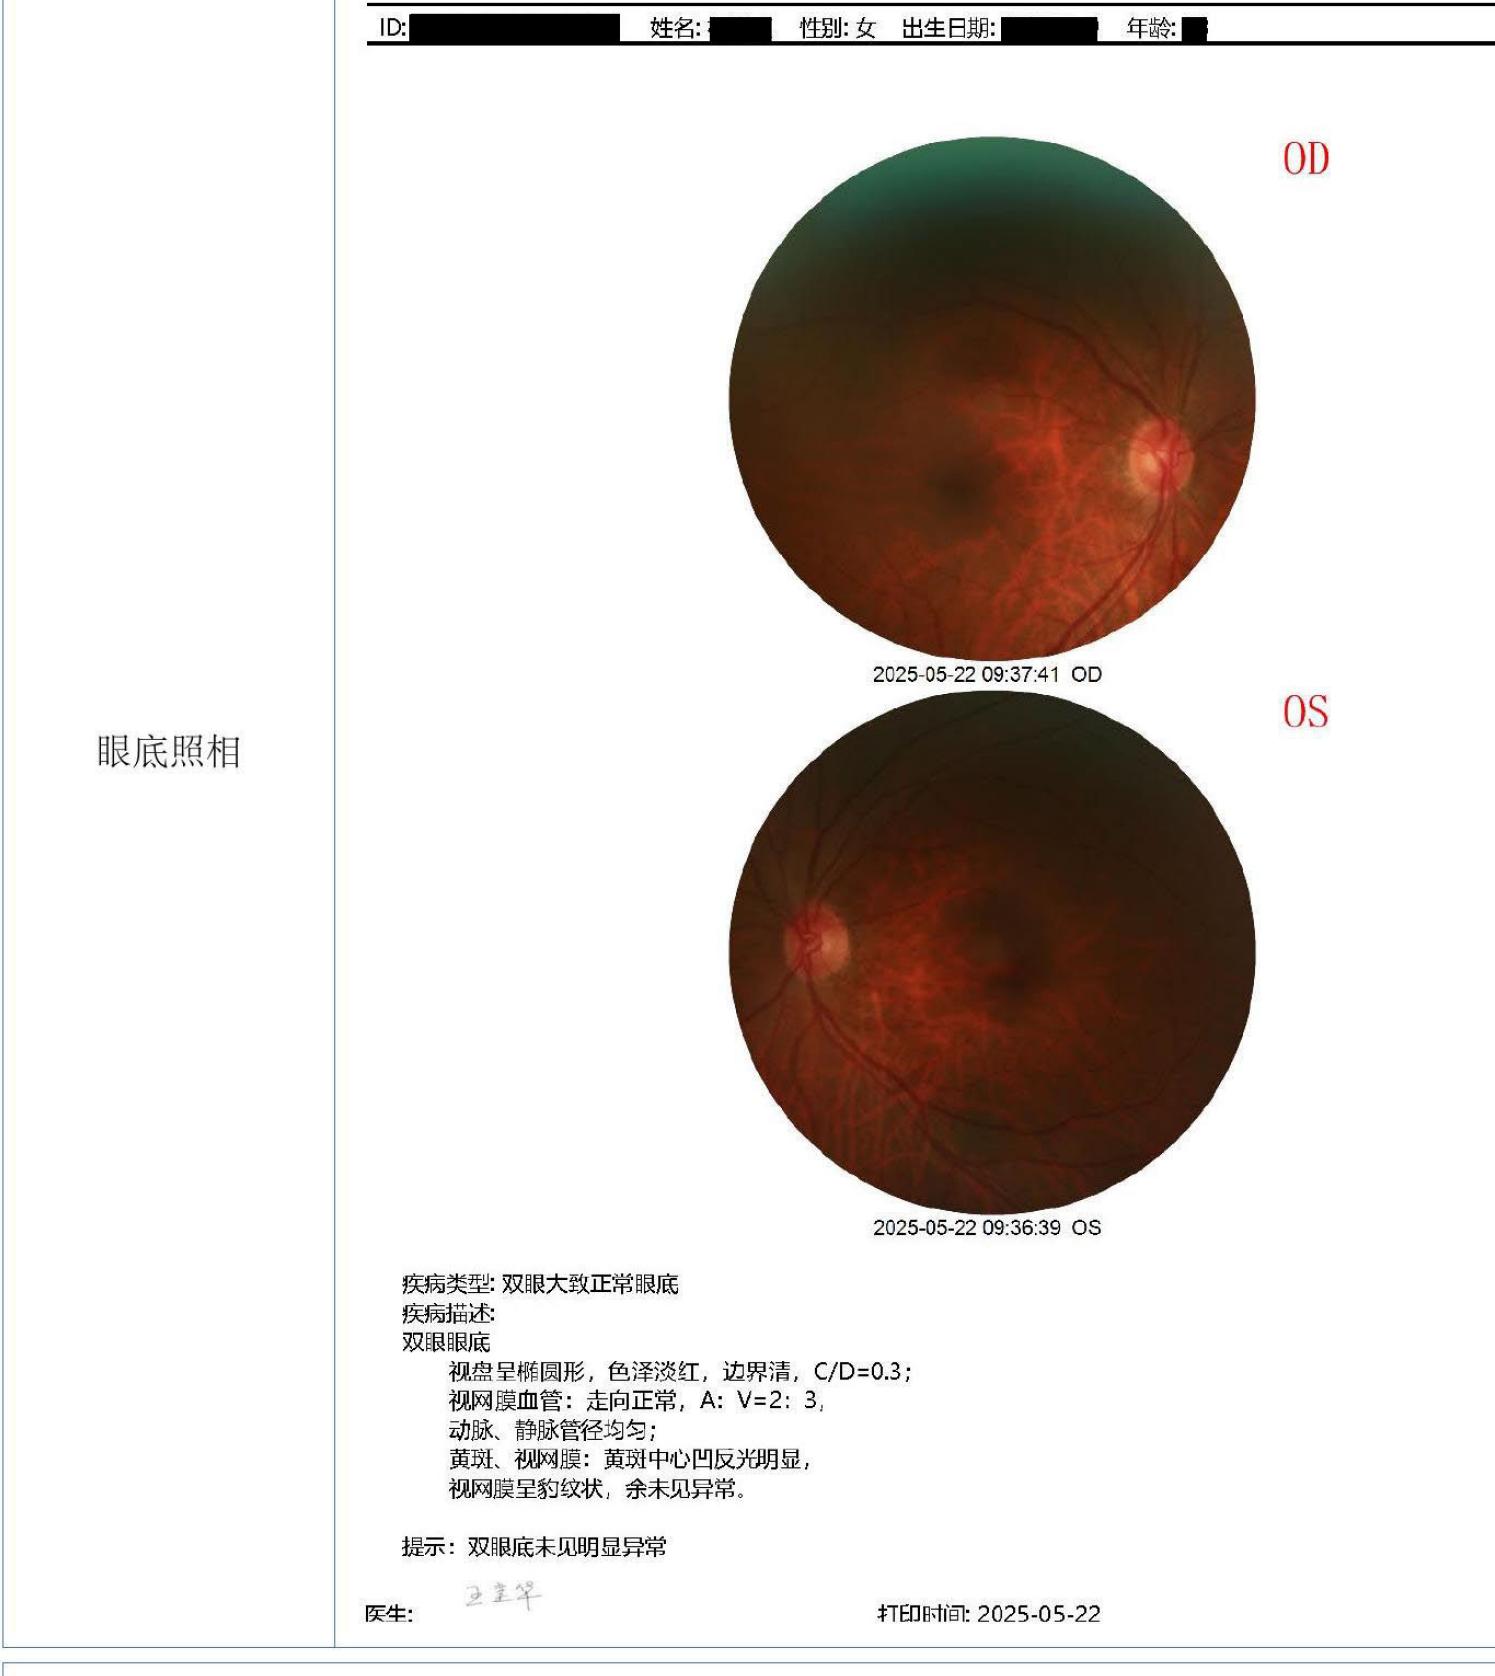 ID: 姓名: 性别: 女 出生日期: 年龄:
OD
2025-05-22 09:37:41 OD
OS
眼底照相
2025-05-22 09:36:39 OS
疾病类型: 双眼大致正常眼底
疾病描述:
双眼眼底
视盘呈椭圆形，色泽淡红，边界清，C/D=0.3；
视网膜血管：走向正常，A：V=2：3，
动脉、静脉管径均匀；
黄斑、视网膜：黄斑中心凹反光明显，
视网膜呈豹纹状，余未见异常。
提示：双眼底未见明显异常
医生: 打印时间: 2025-05-22